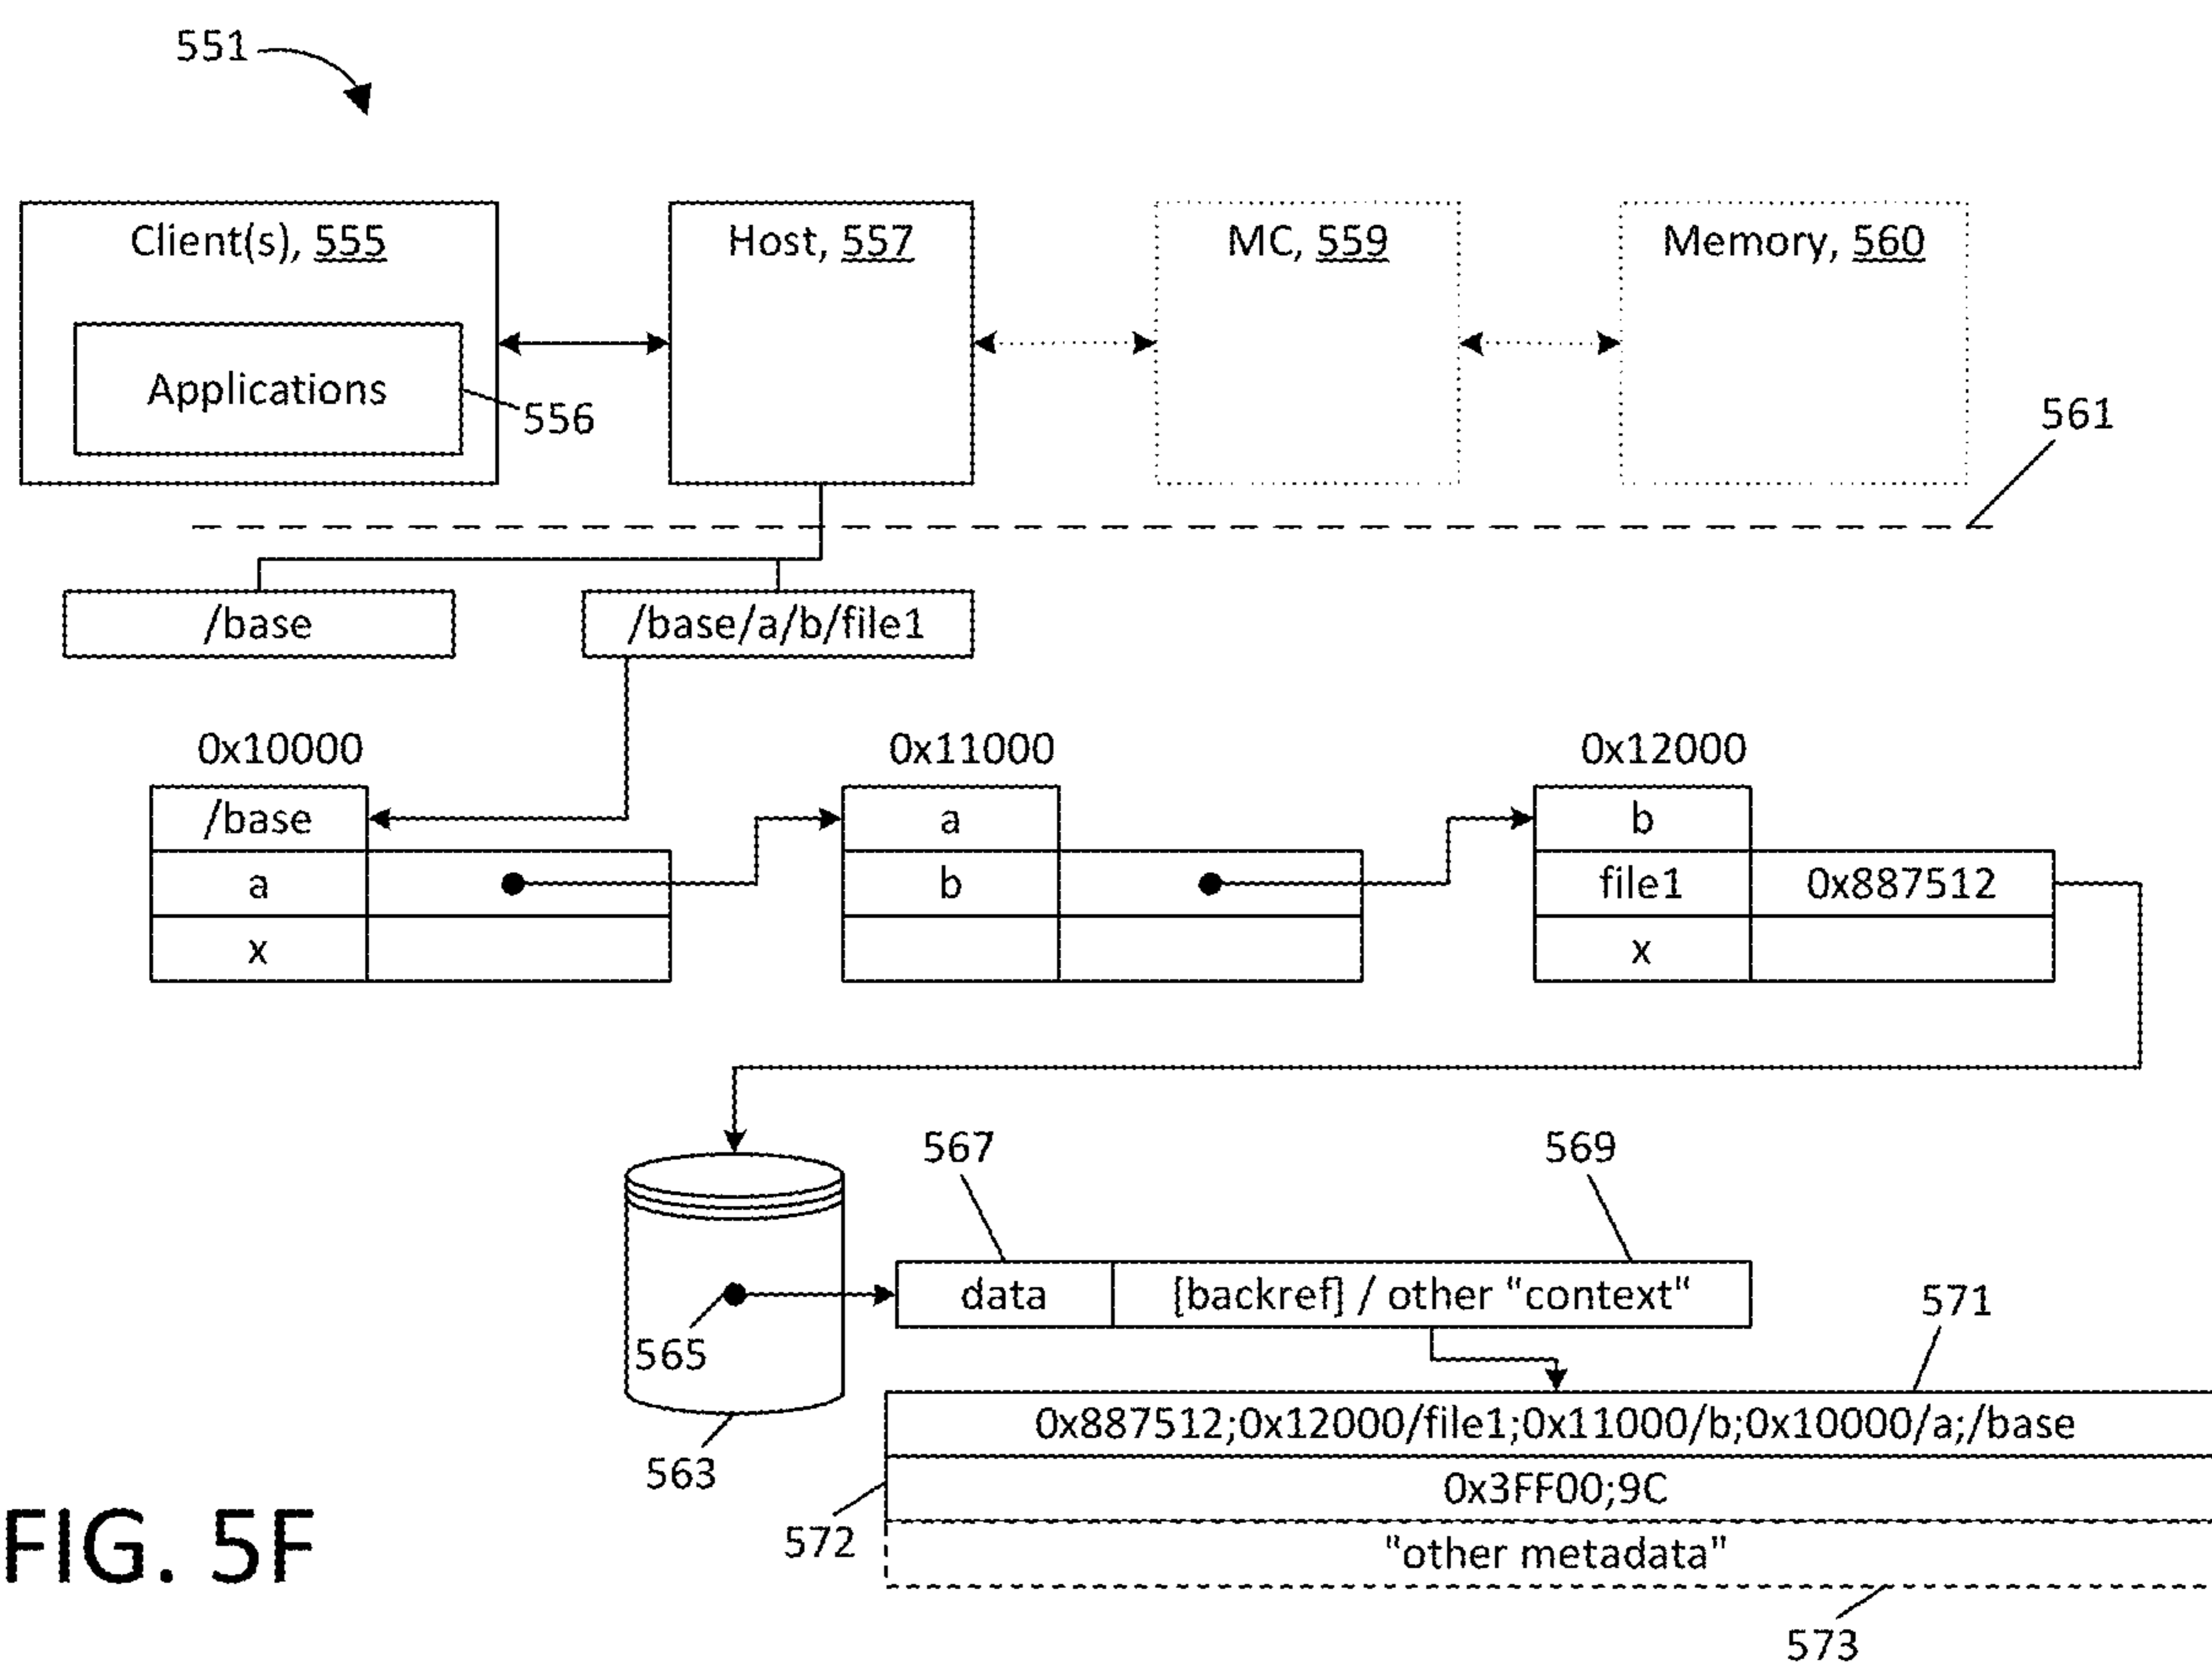 551
Client(s), 555
Host, 557
MC, 559
Memory, 560
Applications
556
561
/base
/base/a/b/file1
0x10000
0x11000
0x12000
/base
a
b
a
b
file1
0x887512
x
x
567
569
data
[backref] / other "context"
565
571
563
0x887512;0x12000/file1;0x11000/b;0x10000/a;/base
572
0x3FF00;9C
"other metadata"
573
FIG. 5F